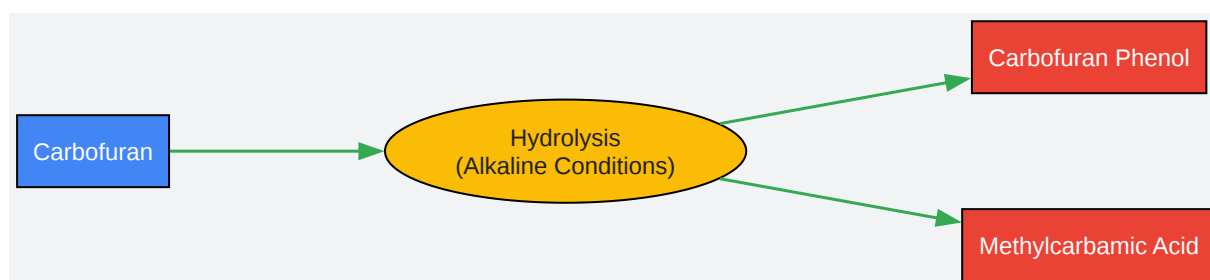 Carbofuran
Hydrolysis
(Alkaline Conditions)
Carbofuran Phenol
Methylcarbamic Acid